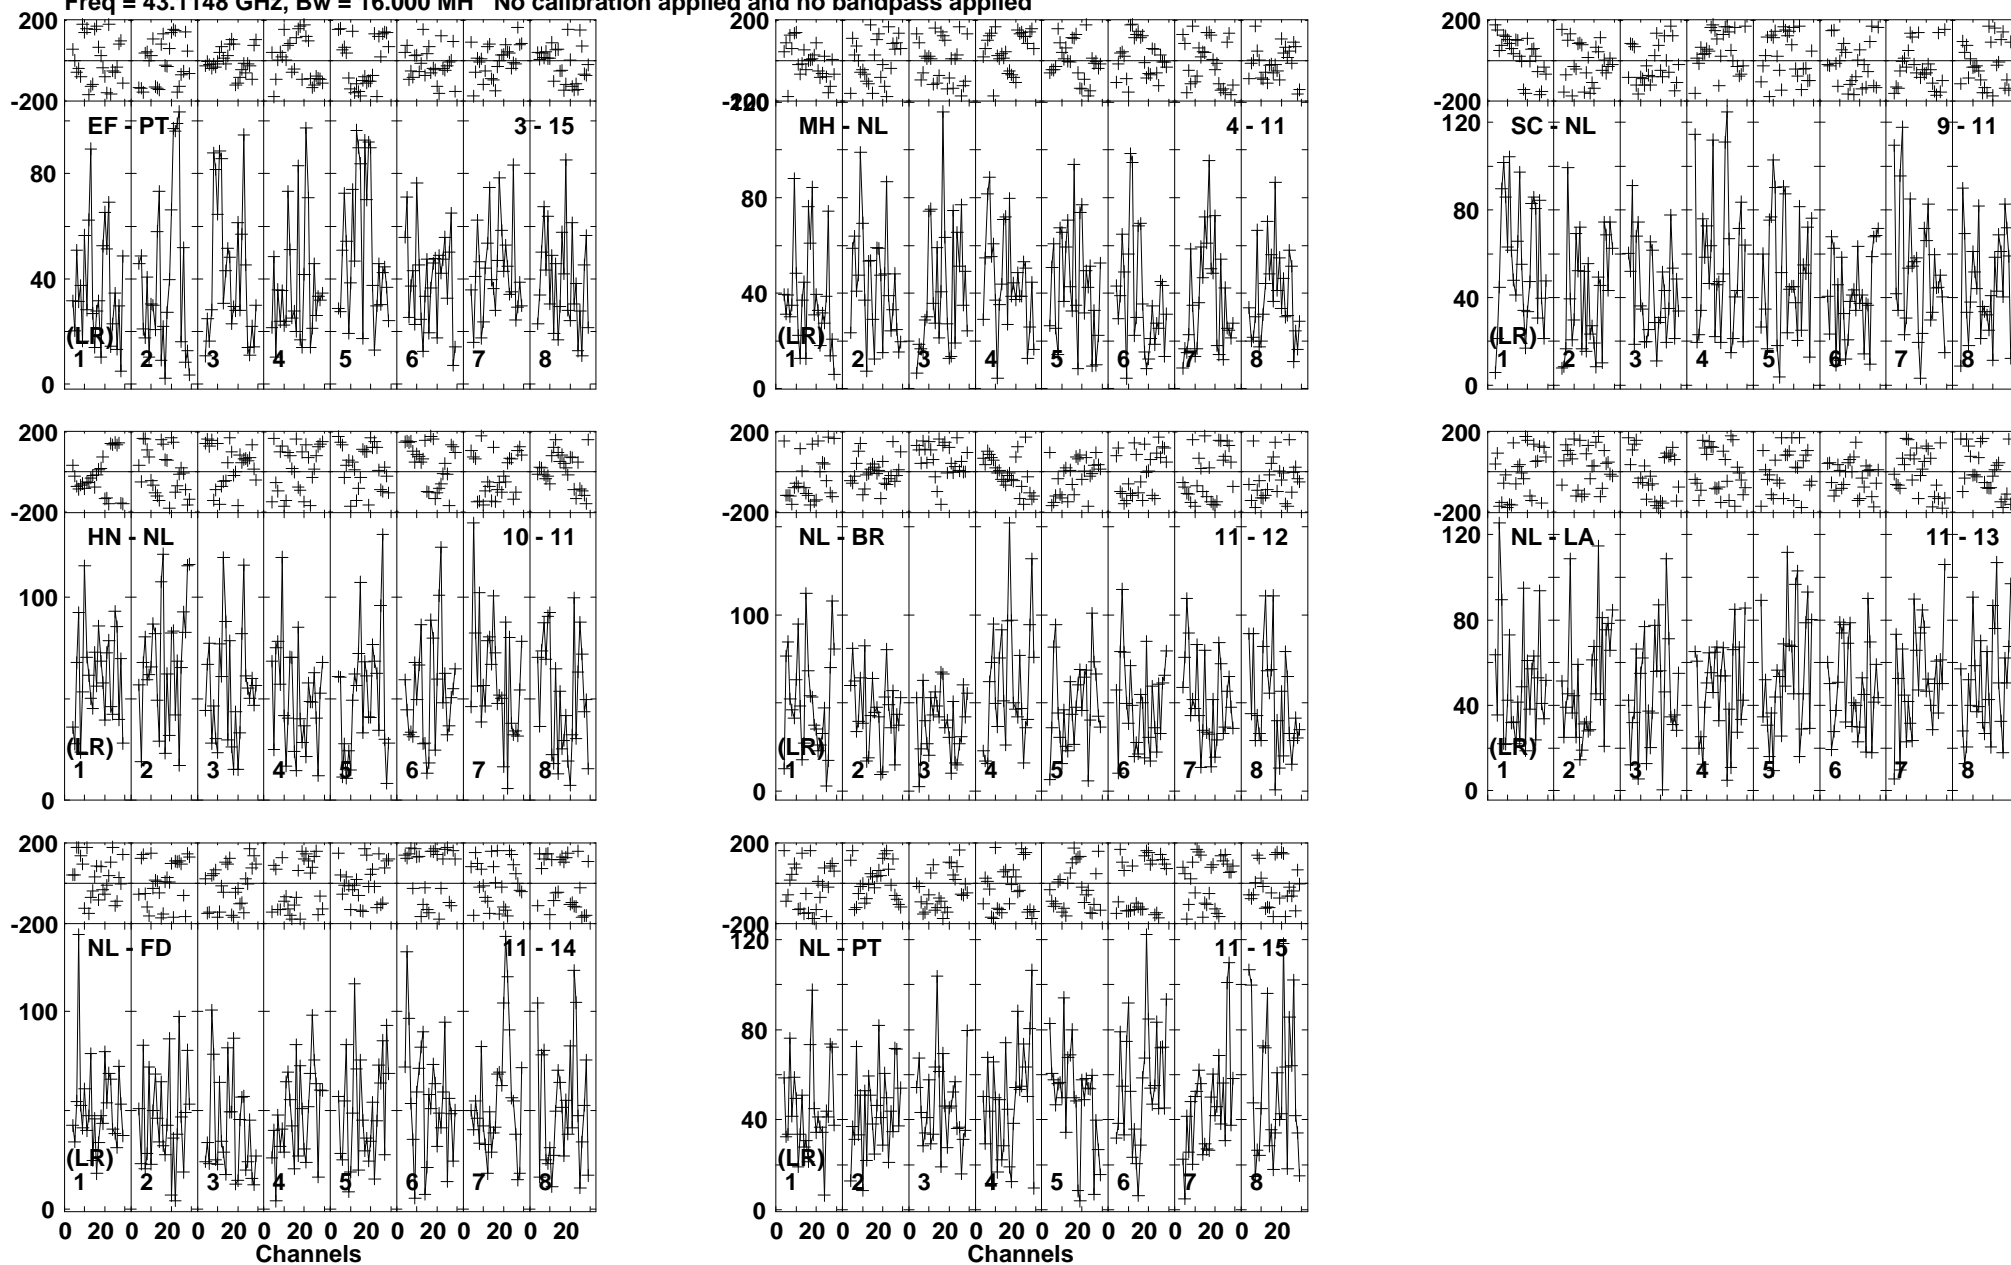 Freq = 43.1148 GHz, Bw = 16.000 MH No calibration applied and no bandpass applied
200 200 200
-200 -200 -200
EF - PT 3 - 15 MH - NL 4 - 11 SC - NL 9 - 11
120
80 80 80
40 40 40
(LR) (LR) (LR)
1 2 3 4 5 6 7 8 1 2 3 4 5 6 7 8 1 2 3 4 5 6 7 8
0 0 0
200 200 200
-200 -200 -200
HN - NL 10 - 11 NL - BR 11 - 12 NL - LA 11 - 13
120
100 100 80
40
(LR) (LR) (LR)
1 2 3 4 5 6 7 8 1 2 3 4 5 6 7 8 1 2 3 4 5 6 7 8
0 0 0
200 200
-200 -200
120
NL - FD 11 - 14 NL - PT 11 - 15
100 80
40
(LR) (LR)
1 2 3 4 5 6 7 8 1 2 3 4 5 6 7 8
0 0
0 20 0 20 0 20 0 20 0 20 0 20 0 20 0 20 0 20 0 20 0 20 0 20 0 20 0 20 0 20 0 20
Channels Channels